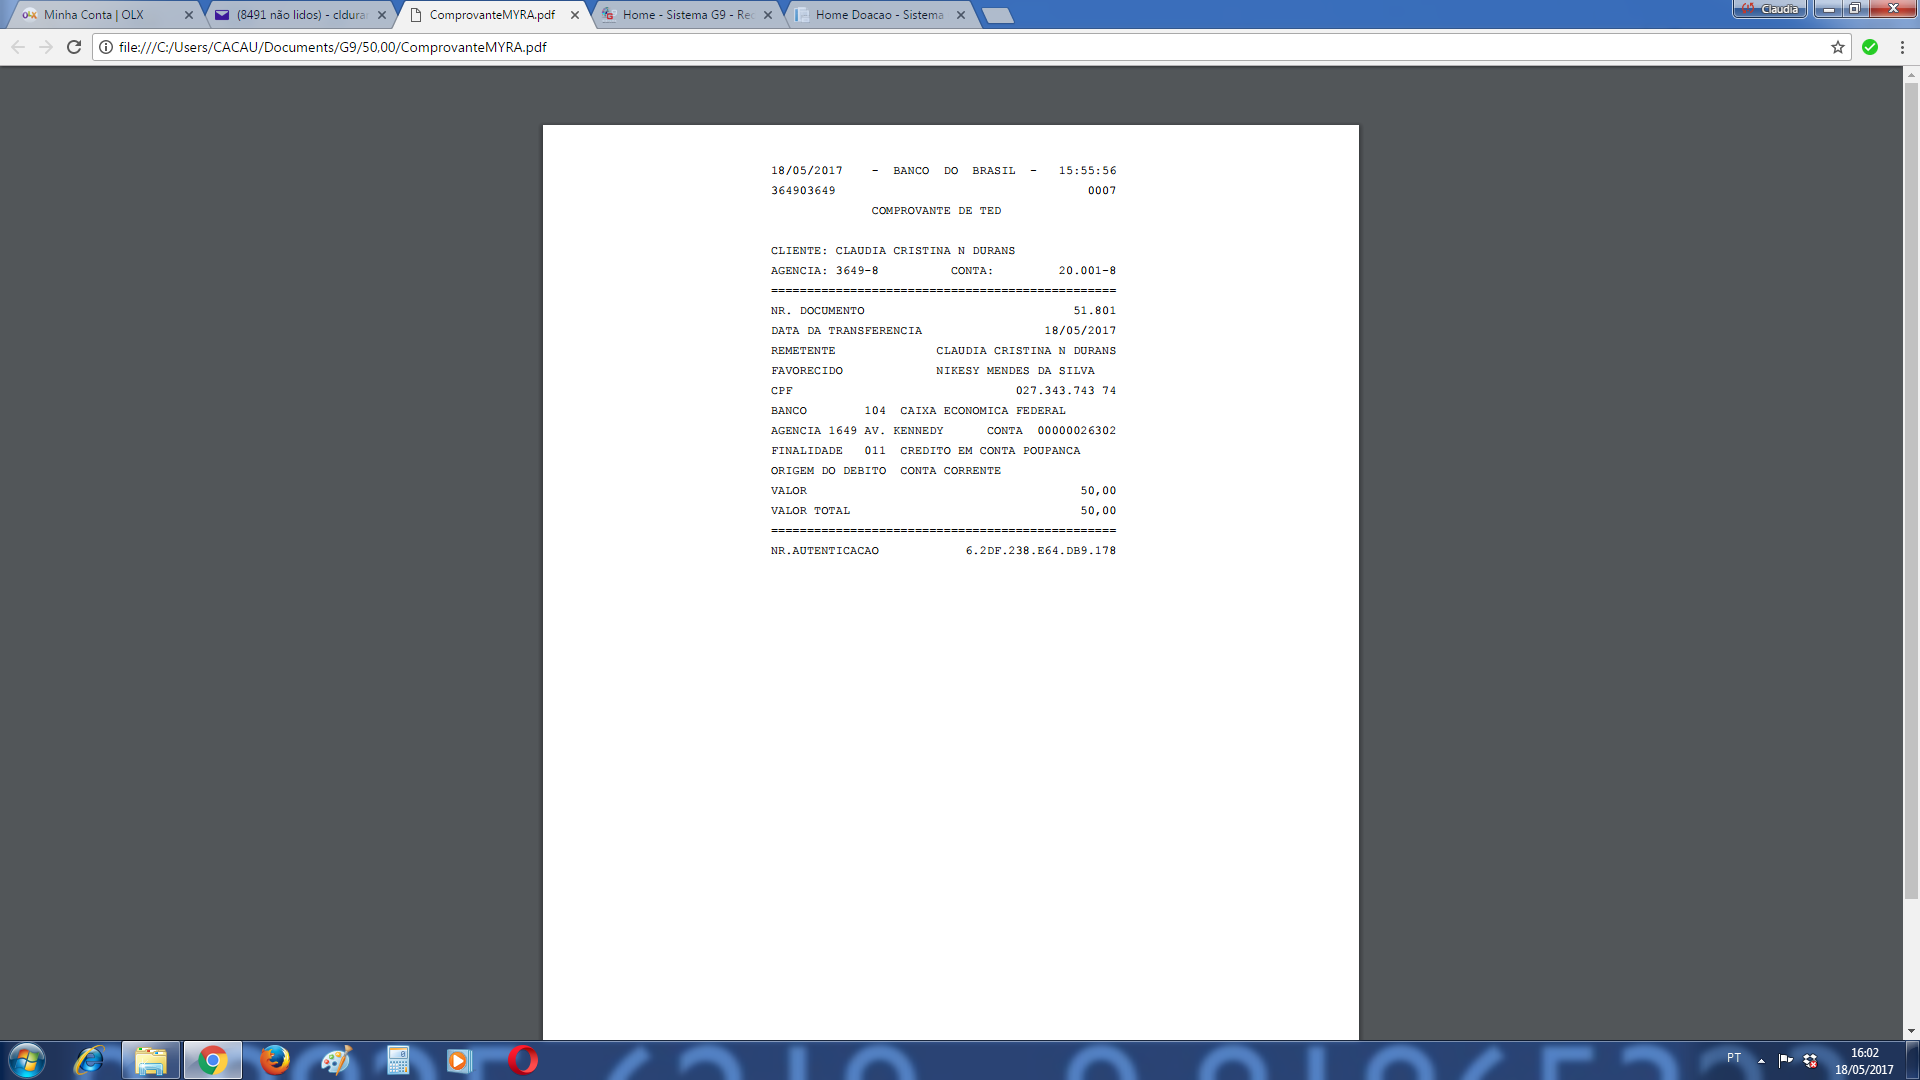 Minha Conta | OLX
(8491 não lidos) - cldura
ComprovanteMYRA.pdf
Home - Sistema G9 - Re
Home Doacao - Sistema
Claudia
file:///C:/Users/CACAU/Documents/G9/50,00/ComprovanteMYRA.pdf
18/05/2017 - BANCO DO BRASIL - 15:55:56
364903649 0007
COMPROVANTE DE TED
CLIENTE: CLAUDIA CRISTINA N DURANS
AGENCIA: 3649-8 CONTA: 20.001-8
================================================
NR. DOCUMENTO 51.801
DATA DA TRANSFERENCIA 18/05/2017
REMETENTE CLAUDIA CRISTINA N DURANS
FAVORECIDO NIKESY MENDES DA SILVA
CPF 027.343.743 74
BANCO 104 CAIXA ECONOMICA FEDERAL
AGENCIA 1649 AV. KENNEDY CONTA 00000026302
FINALIDADE 011 CREDITO EM CONTA POUPANCA
ORIGEM DO DEBITO CONTA CORRENTE
VALOR 50,00
VALOR TOTAL 50,00
================================================
NR.AUTENTICACAO 6.2DF.238.E64.DB9.178
PT
16:02
18/05/2017